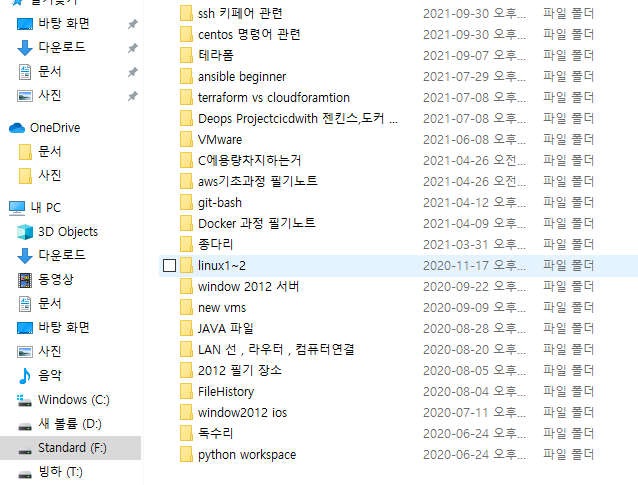 바탕 화면
다운로드
문서
사진
OneDrive
문서
사진
내 PC
3D Objects
다운로드
동영상
문서
바탕 화면
사진
음악
Windows (C:)
새 볼륨 (D:)
Standard (F:)
빙하 (T:)
ssh 키페어 관련 2021-09-30 오후... 파일 폴더
centos 명령어 관련 2021-09-30 오후... 파일 폴더
테라폼 2021-09-07 오후... 파일 폴더
ansible beginner 2021-07-29 오후... 파일 폴더
terraform vs cloudforamtion 2021-07-08 오후... 파일 폴더
Deops Projectcicdwith 젠킨스,도커 ... 2021-07-08 오후... 파일 폴더
VMware 2021-06-08 오후... 파일 폴더
C에용량차지하는거 2021-04-26 오전... 파일 폴더
aws기초과정 필기노트 2021-04-26 오전... 파일 폴더
git-bash 2021-04-12 오후... 파일 폴더
Docker 과정 필기노트 2021-04-09 오후... 파일 폴더
종다리 2021-03-31 오후... 파일 폴더
linux1~2 2020-11-17 오후... 파일 폴더
window 2012 서버 2020-09-22 오후... 파일 폴더
new vms 2020-09-09 오후... 파일 폴더
JAVA 파일 2020-08-28 오후... 파일 폴더
LAN 선 , 라우터 , 컴퓨터연결 2020-08-20 오후... 파일 폴더
2012 필기 장소 2020-08-05 오후... 파일 폴더
FileHistory 2020-08-04 오후... 파일 폴더
window2012 ios 2020-07-11 오후... 파일 폴더
독수리 2020-06-24 오후... 파일 폴더
python workspace 2020-06-24 오후... 파일 폴더